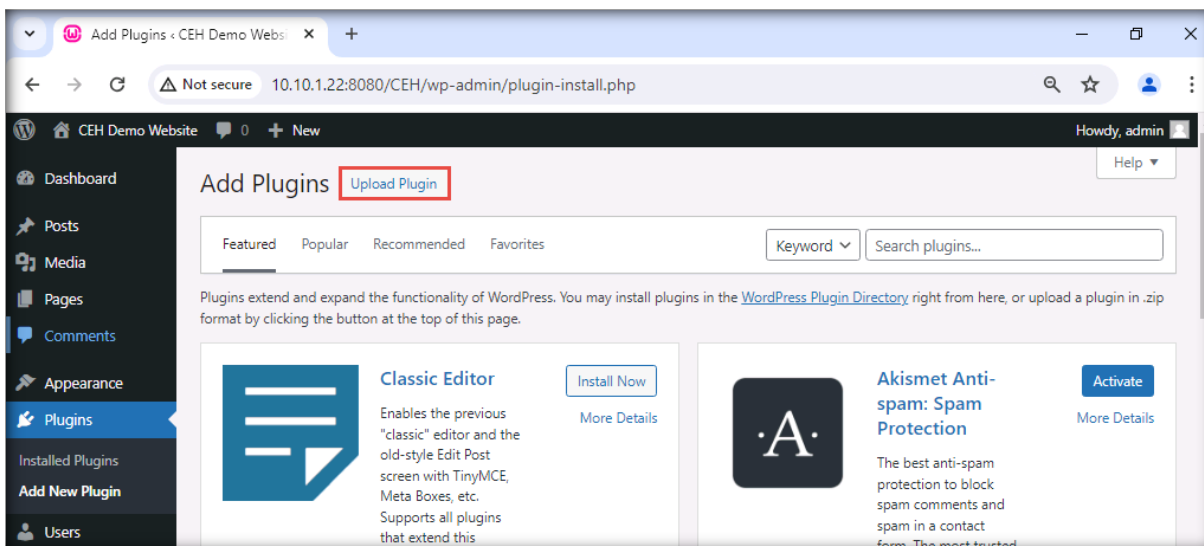 Add Plugins ‹ CEH Demo Websi
Not secure 10.10.1.22:8080/CEH/wp-admin/plugin-install.php
CEH Demo Website 0 + New Howdy, admin
Help ▼
Dashboard
Posts
Media
Pages
Comments
Appearance
Plugins
Installed Plugins
Add New Plugin
Users
Add Plugins Upload Plugin
Featured Popular Recommended Favorites Keyword Search plugins...
Plugins extend and expand the functionality of WordPress. You may install plugins in the WordPress Plugin Directory right from here, or upload a plugin in .zip
format by clicking the button at the top of this page.
Classic Editor
Install Now
More Details
Enables the previous
"classic" editor and the
old-style Edit Post
screen with TinyMCE,
Meta Boxes, etc.
Supports all plugins
that extend this
·A·
Akismet Anti-
spam: Spam
Protection
Activate
More Details
The best anti-spam
protection to block
spam comments and
spam in a contact
form. The most trusted